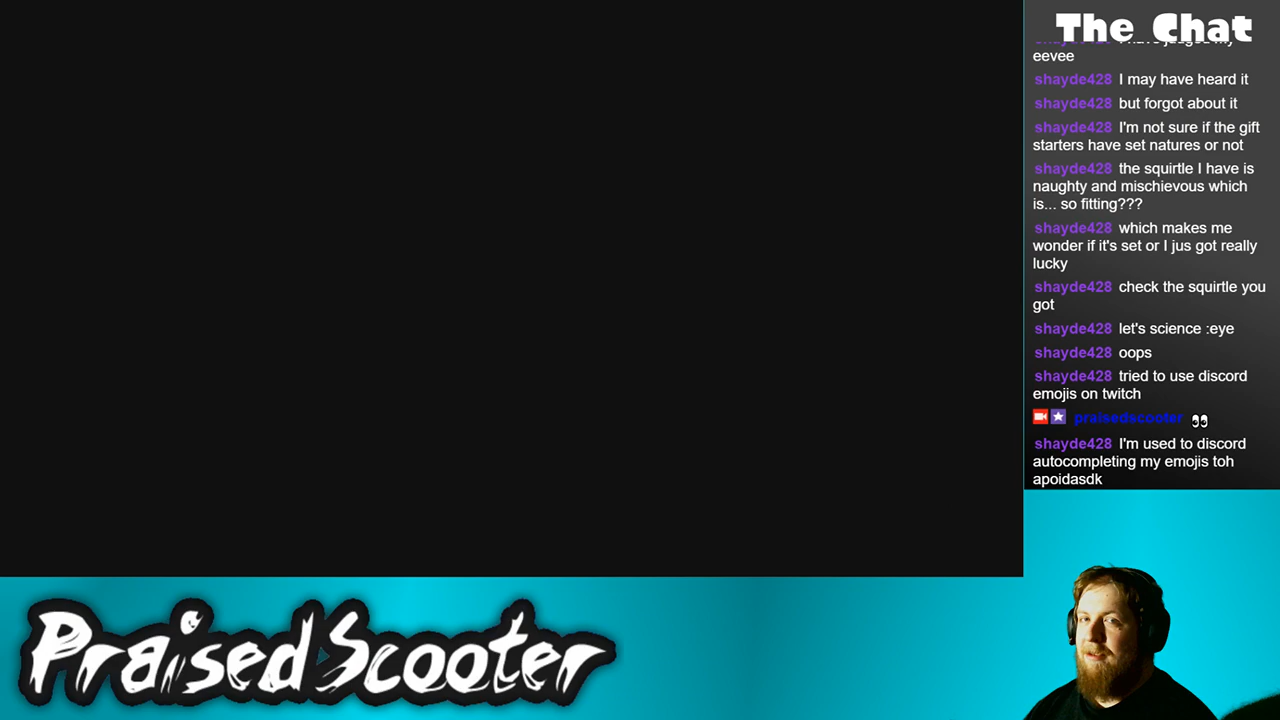 The Chat
eevee
shayde428 I may have heard it
shayde428 but forgot about it
shayde428 I'm not sure if the gift
starters have set natures or not
shayde428 the squirtle I have is
naughty and mischievous which
is... so fitting???
shayde428 which makes me
wonder if it's set or I jus got really
lucky
shayde428 check the squirtle you
got
shayde428 let's science :eye
shayde428 oops
shayde428 tried to use discord
emojis on twitch
praisedscooter 👀
shayde428 I'm used to discord
autocompleting my emojis toh
apoidasdk
PraisedScooter